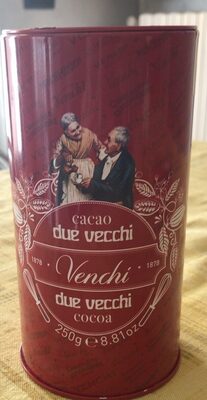 cacao
due vecchi
1878 Venchi 1878
due vecchi
cocoa
250g e 8.81oz